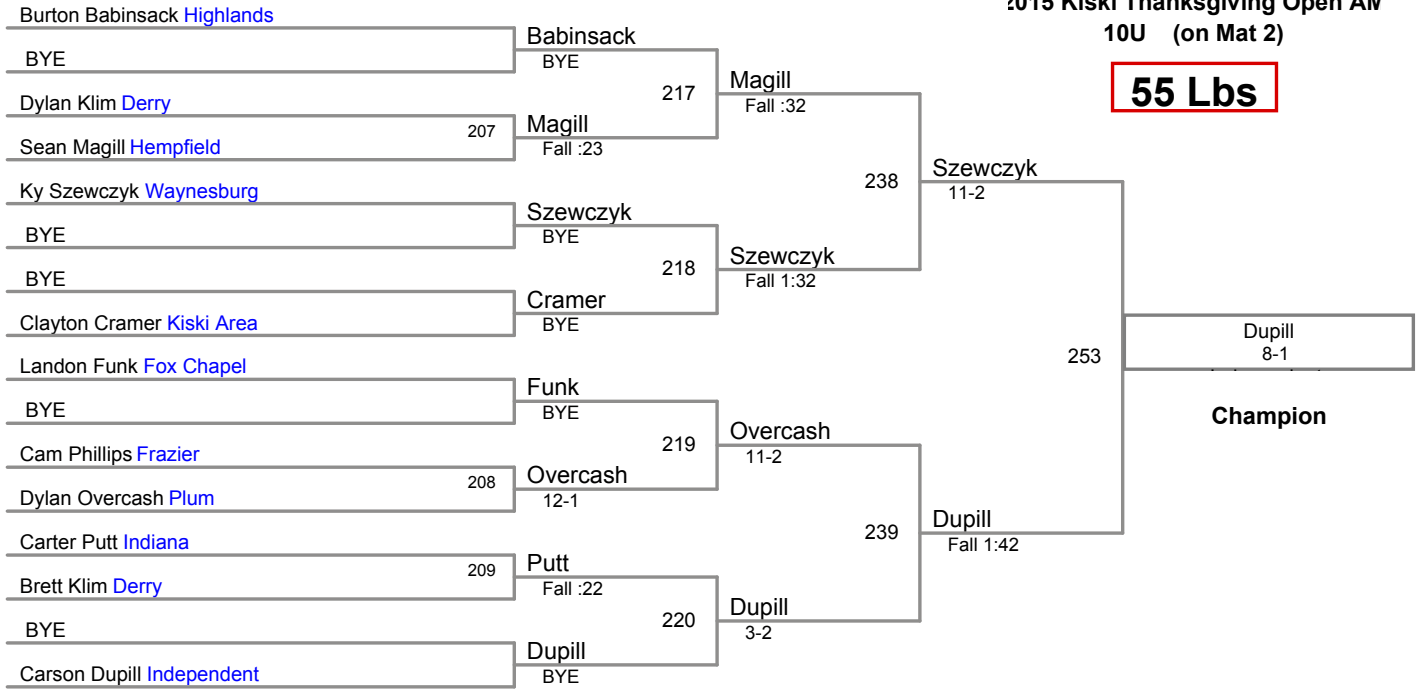 2015 Kiski Thanksgiving Open AM
10U (on Mat 2)
55 Lbs
Burton Babinsack Highlands
BYE
Dylan Klim Derry
Sean Magill Hempfield
Ky Szewczyk Waynesburg
BYE
BYE
Clayton Cramer Kiski Area
Landon Funk Fox Chapel
BYE
Cam Phillips Frazier
Dylan Overcash Plum
Carter Putt Indiana
Brett Klim Derry
BYE
Carson Dupill Independent
207
208
209
Babinsack
BYE
Magill
Fall :23
Szewczyk
BYE
Cramer
BYE
Funk
BYE
Overcash
12-1
Putt
Fall :22
Dupill
BYE
217
218
219
220
Magill
Fall :32
Szewczyk
Fall 1:32
Overcash
11-2
Dupill
3-2
238
239
Szewczyk
11-2
Dupill
Fall 1:42
253
Dupill
8-1
Champion